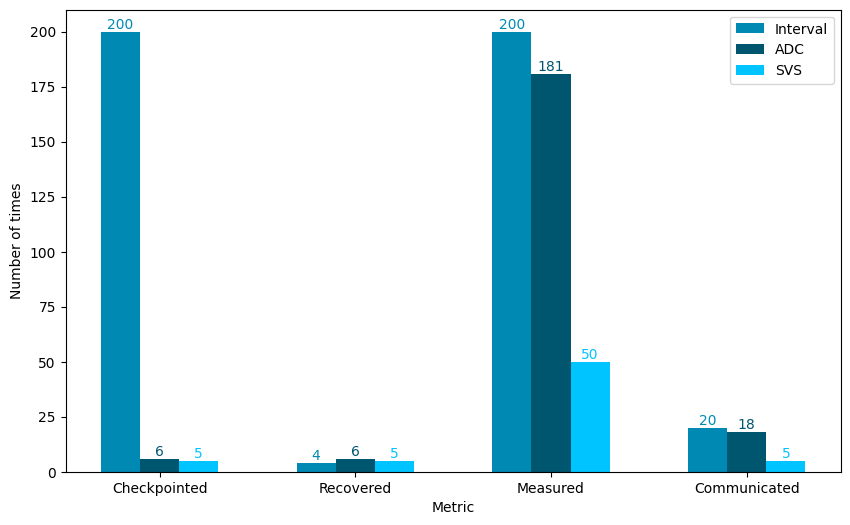 200
175
150
125
100
75
50
25
0
Number of times
200
6
5
4
6
5
200
181
50
20
18
5
Interval
ADC
SVS
Checkpointed
Recovered
Measured
Communicated
Metric